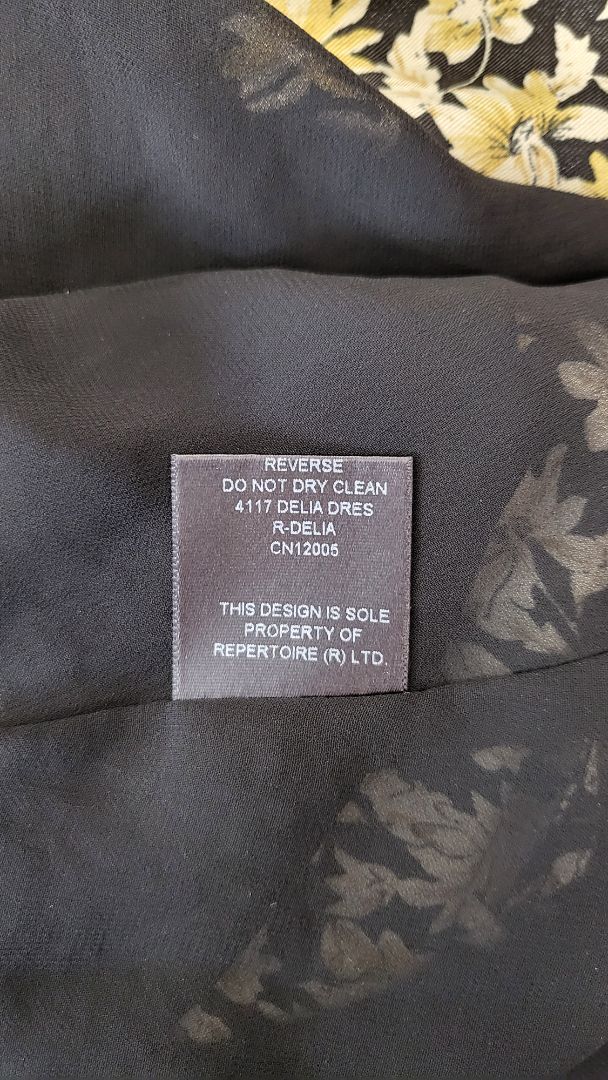 REVERSE
DO NOT DRY CLEAN
4117 DELIA DRES
R-DELIA
CN12005
THIS DESIGN IS SOLE
PROPERTY OF
REPERTOIRE (R) LTD.